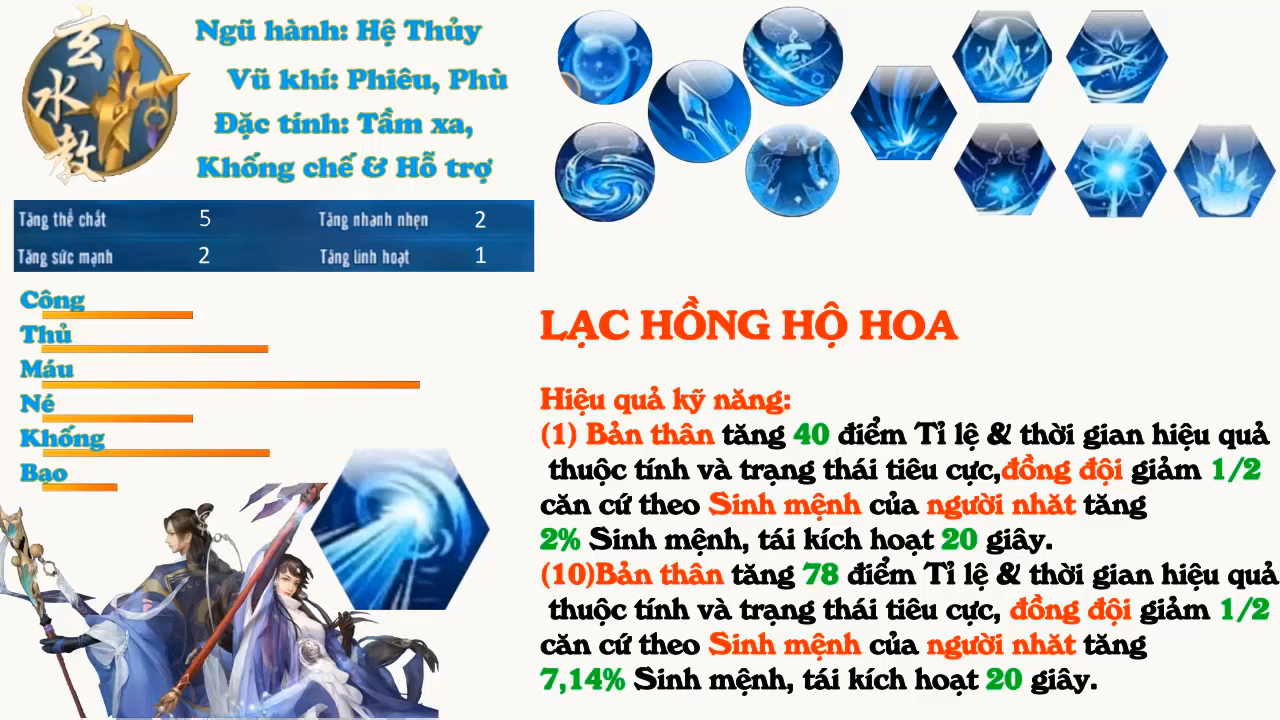 玄水教
Ngũ hành: Hệ Thủy
Vũ khí: Phiêu, Phù
Đặc tính: Tầm xa,
Khống chế & Hỗ trợ
Tăng thể chất 5 Tăng nhanh nhẹn 2
Tăng sức mạnh 2 Tăng linh hoạt 1
Công
Thủ
Máu
Né
Khống
Bạo
LẠC HỒNG HỘ HOA
Hiệu quả kỹ năng:
(1) Bản thân tăng 40 điểm Tỉ lệ & thời gian hiệu quả
thuộc tính và trạng thái tiêu cực,đồng đội giảm 1/2
căn cứ theo Sinh mệnh của người nhăt tăng
2% Sinh mệnh, tái kích hoạt 20 giây.
(10)Bản thân tăng 78 điểm Tỉ lệ & thời gian hiệu quả
thuộc tính và trạng thái tiêu cực, đồng đội giảm 1/2
căn cứ theo Sinh mệnh của người nhăt tăng
7,14% Sinh mệnh, tái kích hoạt 20 giây.